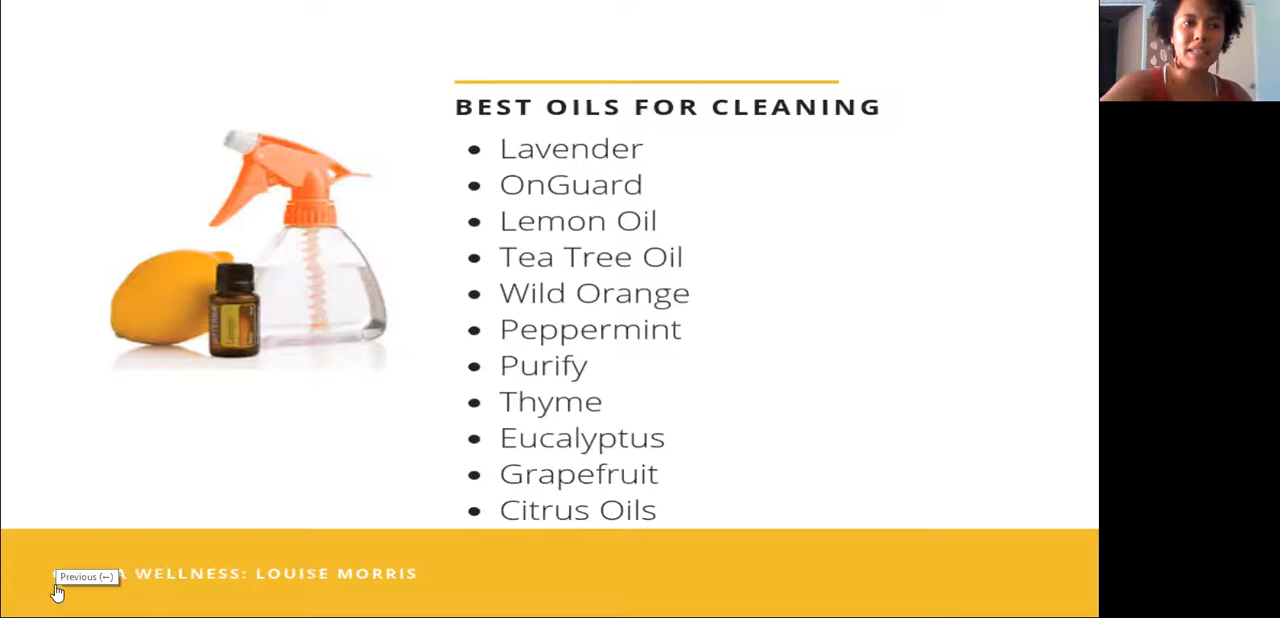 BEST OILS FOR CLEANING
• Lavender
• OnGuard
• Lemon Oil
• Tea Tree Oil
• Wild Orange
• Peppermint
• Purify
• Thyme
• Eucalyptus
• Grapefruit
• Citrus Oils
Previous (←)
WELLNESS: LOUISE MORRIS